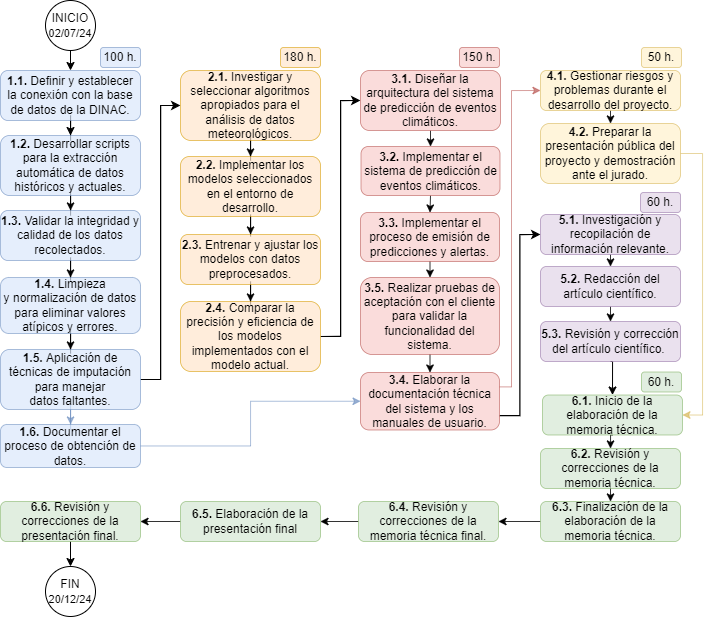 INICIO
02/07/24
100 h.
1.1. Definir y establecer
la conexión con la base
de datos de la DINAC.
1.2. Desarrollar scripts
para la extracción
automática de datos
históricos y actuales.
1.3. Validar la integridad y
calidad de los datos
recolectados.
1.4. Limpieza
y normalización de datos
para eliminar valores
atípicos y errores.
1.5. Aplicación de
técnicas de imputación
para manejar
datos faltantes.
1.6. Documentar el
proceso de obtención de
datos.
180 h.
2.1. Investigar y
seleccionar algoritmos
apropiados para el
análisis de datos
meteorológicos.
2.2. Implementar los
modelos seleccionados
en el entorno de
desarrollo.
2.3. Entrenar y ajustar los
modelos con datos
preprocesados.
2.4. Comparar la
precisión y eficiencia de
los modelos
implementados con el
modelo actual.
150 h.
3.1. Diseñar la
arquitectura del sistema
de predicción de eventos
climáticos.
3.2. Implementar el
sistema de predicción de
eventos climáticos.
3.3. Implementar el
proceso de emisión de
predicciones y alertas.
3.5. Realizar pruebas de
aceptación con el cliente
para validar la
funcionalidad del
sistema.
3.4. Elaborar la
documentación técnica
del sistema y los
manuales de usuario.
50 h.
4.1. Gestionar riesgos y
problemas durante el
desarrollo del proyecto.
4.2. Preparar la
presentación pública del
proyecto y demostración
ante el jurado.
60 h.
5.1. Investigación y
recopilación de
información relevante.
5.2. Redacción del
artículo científico.
5.3. Revisión y corrección
del artículo científico.
60 h.
6.1. Inicio de la
elaboración de la
memoria técnica.
6.2. Revisión y
correcciones de la
memoria técnica.
6.3. Finalización de la
elaboración de la
memoria técnica.
6.4. Revisión y
correcciones de la
memoria técnica final.
6.5. Elaboración de la
presentación final
6.6. Revisión y
correcciones de la
presentación final.
FIN
20/12/24